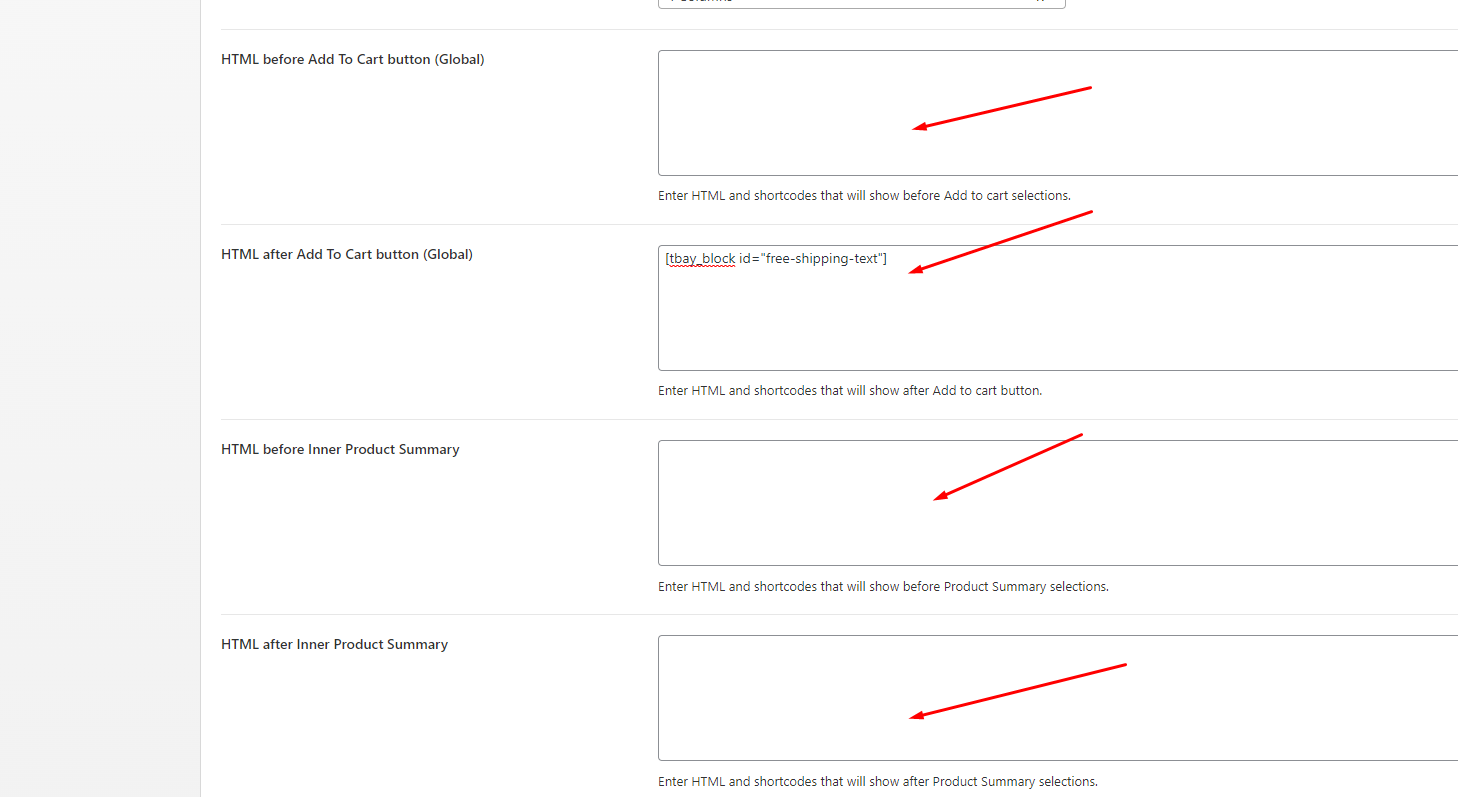 HTML before Add To Cart button (Global)
Enter HTML and shortcodes that will show before Add to cart selections.
HTML after Add To Cart button (Global)
[tbay_block id="free-shipping-text"]
Enter HTML and shortcodes that will show after Add to cart button.
HTML before Inner Product Summary
Enter HTML and shortcodes that will show before Product Summary selections.
HTML after Inner Product Summary
Enter HTML and shortcodes that will show after Product Summary selections.